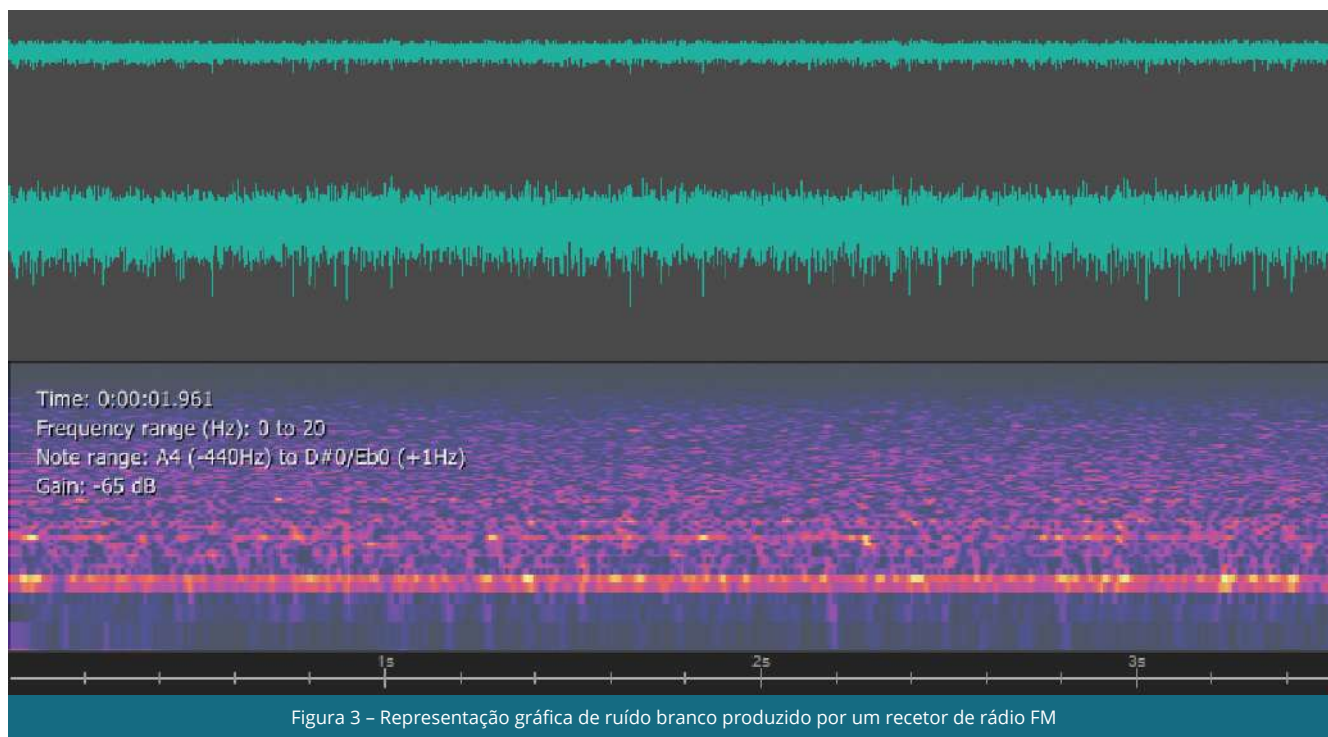 Time: 0:00:01.961
Frequency range (Hz): 0 to 20
Note range: A4 (-440Hz) to D#0/Eb0 (+1Hz)
Gain: -65 dB
1s 2s 3s
Figura 3 – Representação gráfica de ruído branco produzido por um recetor de rádio FM